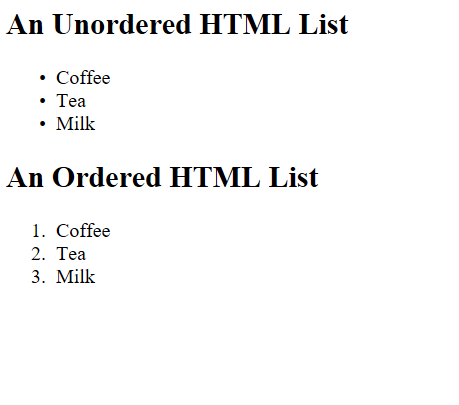 An Unordered HTML List
• Coffee
• Tea
• Milk
An Ordered HTML List
1. Coffee
2. Tea
3. Milk